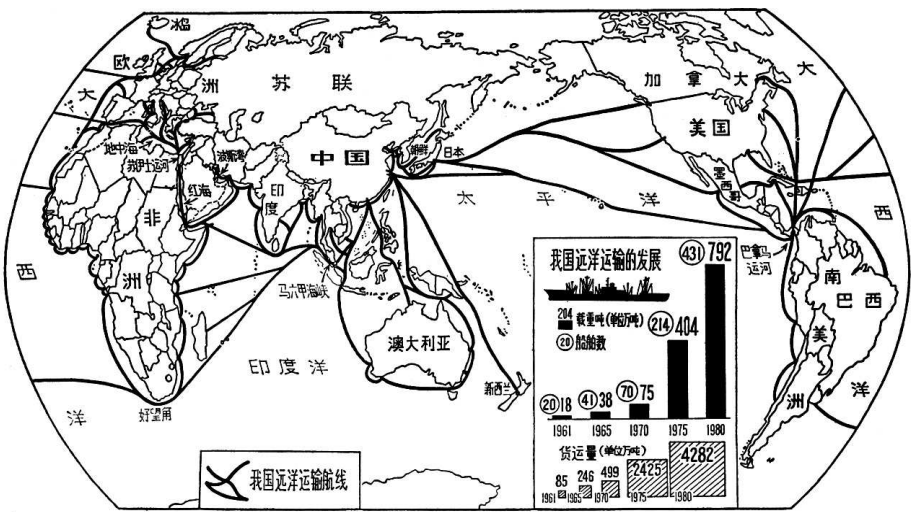 冰岛
欧
洲
苏联
加拿大
大
大
美国
地中海
苏伊士运河
波斯湾
中国
朝鲜
日本
墨西哥
红海
印度
太平洋
非
洲
西
西
巴拿马
运河
南
美
洲
巴西
马六甲海峡
澳大利亚
印度洋
新西兰
洋
洋
好望角
我国远洋运输航线
我国远洋运输的发展
204 载重吨(单位万吨)
20 船舶数
20 18
41 38
70 75
214 404
431 792
1961 1965 1970 1975 1980
货运量(单位万吨)
85 246 499 2425 4282
1961 1965 1970 1975 1980